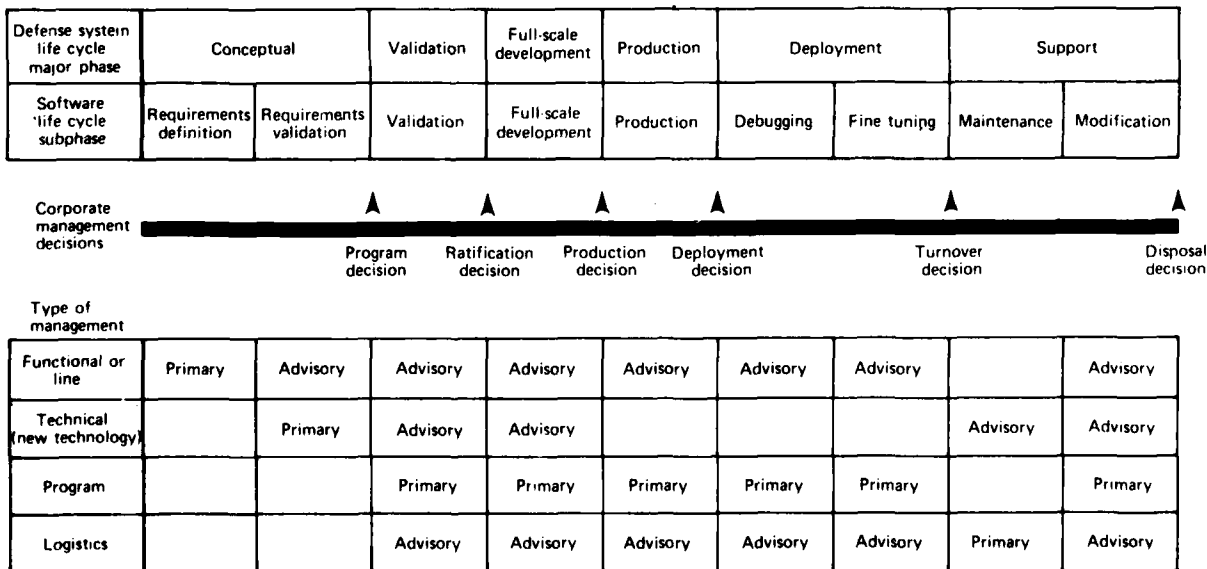 Defense system
life cycle
major phase
Conceptual
Validation
Full-scale
development
Production
Deployment
Support
Software
life cycle
subphase
Requirements
definition
Requirements
validation
Validation
Full-scale
development
Production
Debugging
Fine tuning
Maintenance
Modification
Corporate
management
decisions
Program
decision
Ratification
decision
Production
decision
Deployment
decision
Turnover
decision
Disposal
decision
Type of
management
Functional or
line
Primary
Advisory
Advisory
Advisory
Advisory
Advisory
Advisory
Advisory
Technical
(new technology)
Primary
Advisory
Advisory
Advisory
Advisory
Program
Primary
Primary
Primary
Primary
Primary
Primary
Logistics
Advisory
Advisory
Advisory
Advisory
Advisory
Primary
Advisory